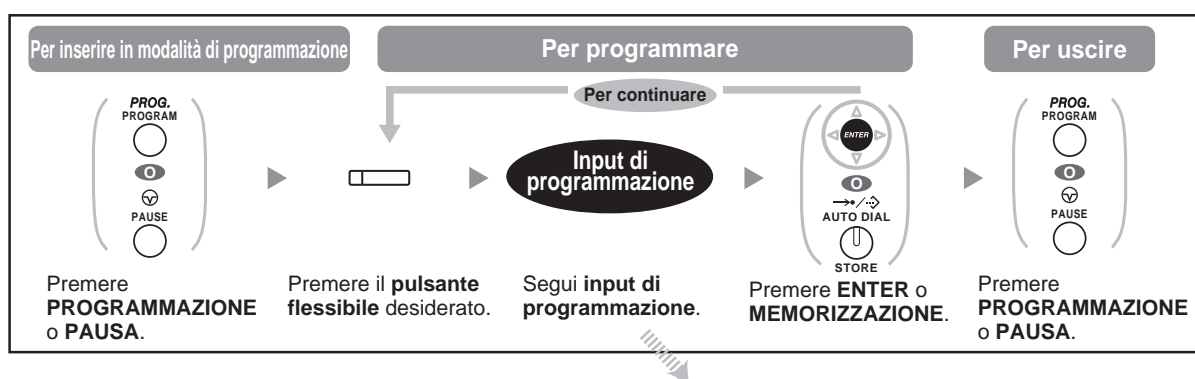 Per inserire in modalità di programmazione
Per programmare
Per uscire
Per continuare
PROG.
PROGRAM
O
PAUSE
Input di
programmazione
ENTER
O
AUTO DIAL
STORE
PROG.
PROGRAM
O
PAUSE
Premere
PROGRAMMAZIONE
o PAUSA.
Premere il pulsante
flessibile desiderato.
Segui input di
programmazione.
Premere ENTER o
MEMORIZZAZIONE.
Premere
PROGRAMMAZIONE
o PAUSA.